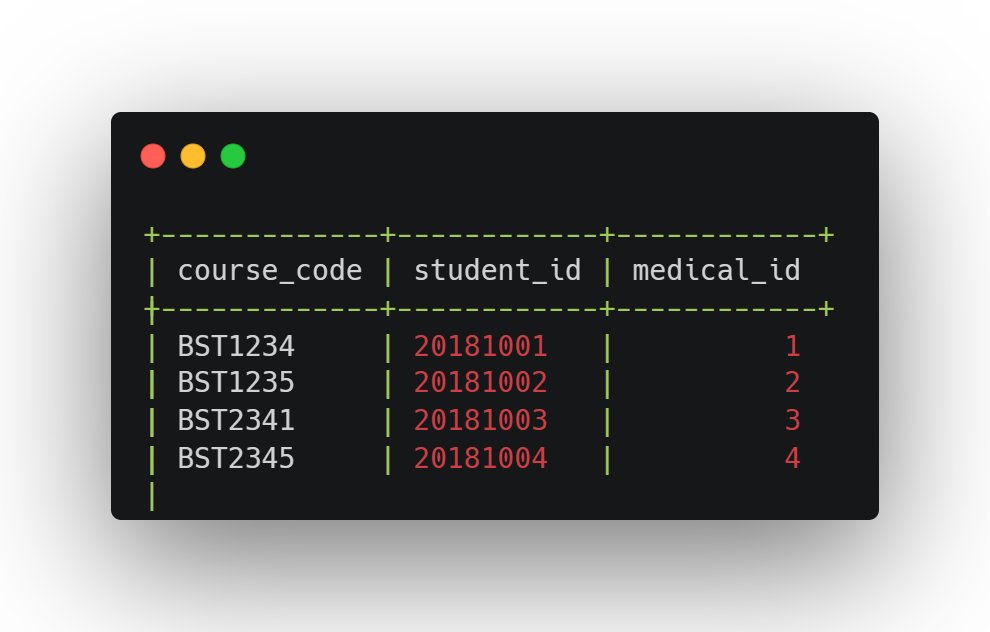 +-------------+------------+------------+
| course_code | student_id | medical_id
|
+-------------+------------+------------+
| BST1234     | 20181001   |          1
| BST1235     | 20181002   |          2
| BST2341     | 20181003   |          3
| BST2345     | 20181004   |          4
|